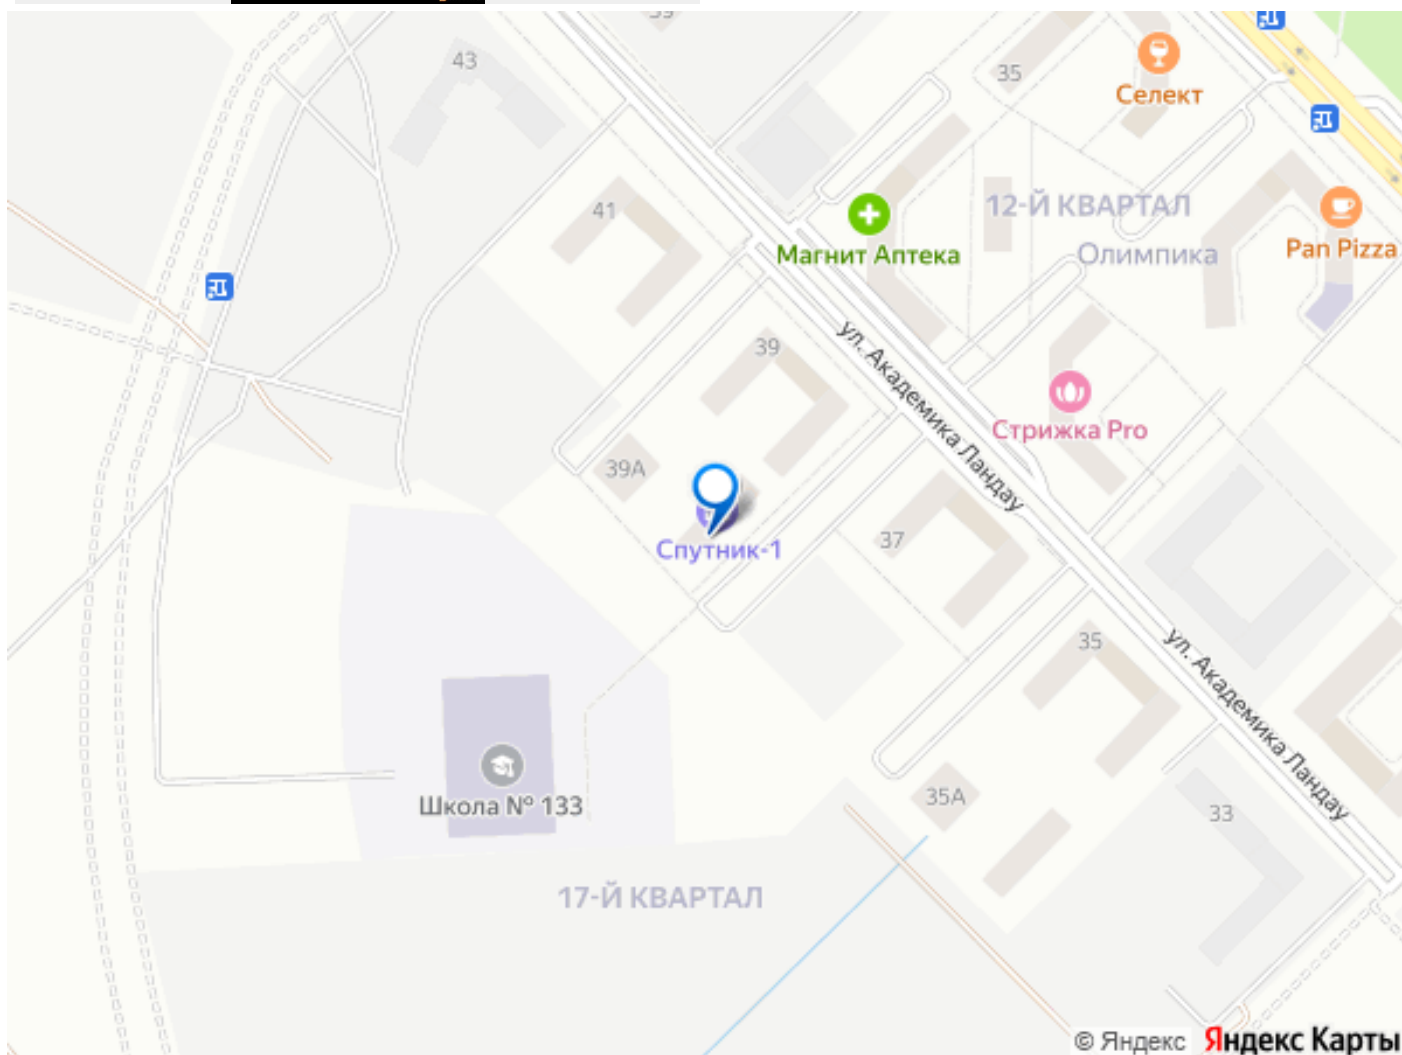 39
43
35
Селект
41
12-Й КВАРТАЛ
Магнит Аптека
Олимпика
Pan Pizza
39
ул. Академика Ландау
Стрижка Pro
39А
37
Спутник-1
35
ул. Академика Ландау
Школа № 133
35А
33
17-Й КВАРТАЛ
© Яндекс Яндекс Карты